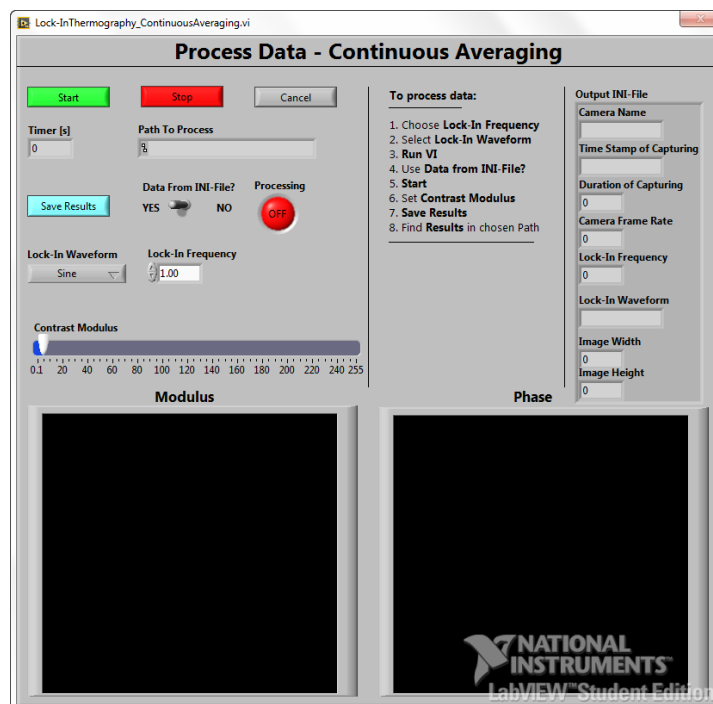 Lock-InThermography_ContinuousAveraging.vi
Process Data - Continuous Averaging
Start
Stop
Cancel
Timer [s]
0
Path To Process
Save Results
Data From INI-File?
YES
NO
Processing
OFF
Lock-In Waveform
Sine
Lock-In Frequency
1.00
Contrast Modulus
0.1 20 40 60 80 100 120 140 160 180 200 220 240 255
To process data:
1. Choose Lock-In Frequency
2. Select Lock-In Waveform
3. Run VI
4. Use Data from INI-File?
5. Start
6. Set Contrast Modulus
7. Save Results
8. Find Results in chosen Path
Output INI-File
Camera Name
Time Stamp of Capturing
Duration of Capturing
0
Camera Frame Rate
0
Lock-In Frequency
0
Lock-In Waveform
Image Width
0
Image Height
0
Modulus
Phase
NATIONAL
INSTRUMENTS™
LabVIEW™ Student Edition